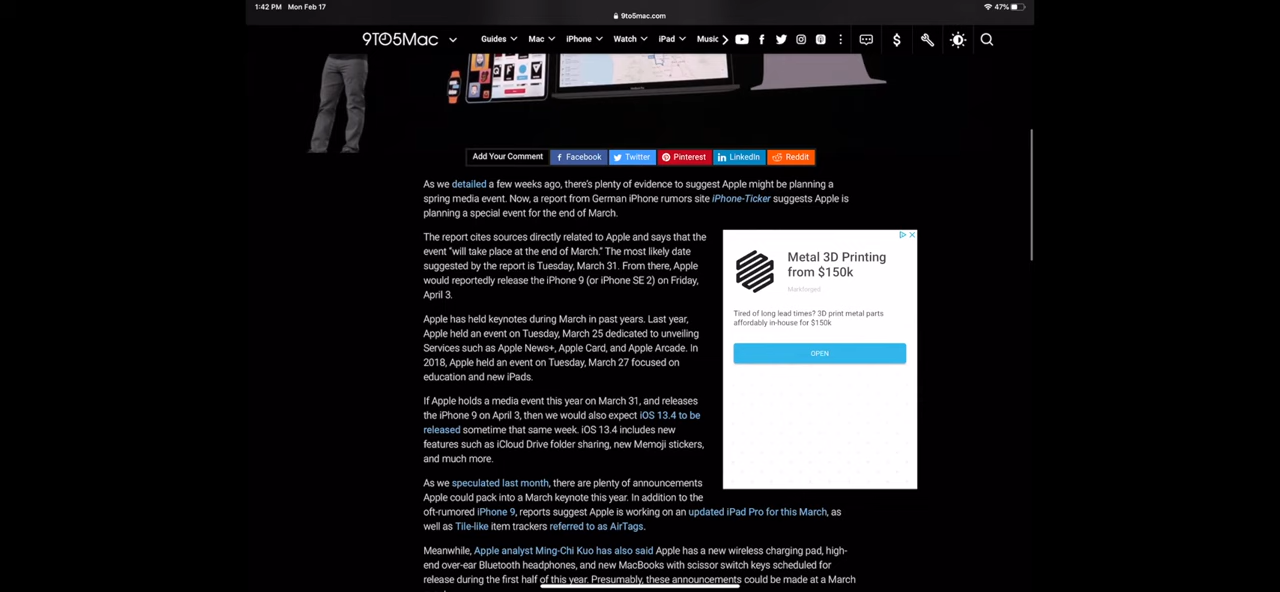 1:42 PM Mon Feb 17
9to5mac.com
47%
9TO5Mac
Guides Mac iPhone Watch iPad Music
Add Your Comment Facebook Twitter Pinterest LinkedIn Reddit
As we detailed a few weeks ago, there's plenty of evidence to suggest Apple might be planning a
spring media event. Now, a report from German iPhone rumors site iPhone-Ticker suggests Apple is
planning a special event for the end of March.
The report cites sources directly related to Apple and says that the
event "will take place at the end of March." The most likely date
suggested by the report is Tuesday, March 31. From there, Apple
would reportedly release the iPhone 9 (or iPhone SE 2) on Friday,
April 3.
Apple has held keynotes during March in past years. Last year,
Apple held an event on Tuesday, March 25 dedicated to unveiling
Services such as Apple News+, Apple Card, and Apple Arcade. In
2018, Apple held an event on Tuesday, March 27 focused on
education and new iPads.
If Apple holds a media event this year on March 31, and releases
the iPhone 9 on April 3, then we would also expect iOS 13.4 to be
released sometime that same week. iOS 13.4 includes new
features such as iCloud Drive folder sharing, new Memoji stickers,
and much more.
Metal 3D Printing
from $150k
Markforged
Tired of long lead times? 3D print metal parts
affordably in-house for $150k
OPEN
As we speculated last month, there are plenty of announcements
Apple could pack into a March keynote this year. In addition to the
oft-rumored iPhone 9, reports suggest Apple is working on an updated iPad Pro for this March, as
well as Tile-like item trackers referred to as AirTags.
Meanwhile, Apple analyst Ming-Chi Kuo has also said Apple has a new wireless charging pad, high-
end over-ear Bluetooth headphones, and new MacBooks with scissor switch keys scheduled for
release during the first half of this year. Presumably, these announcements could be made at a March